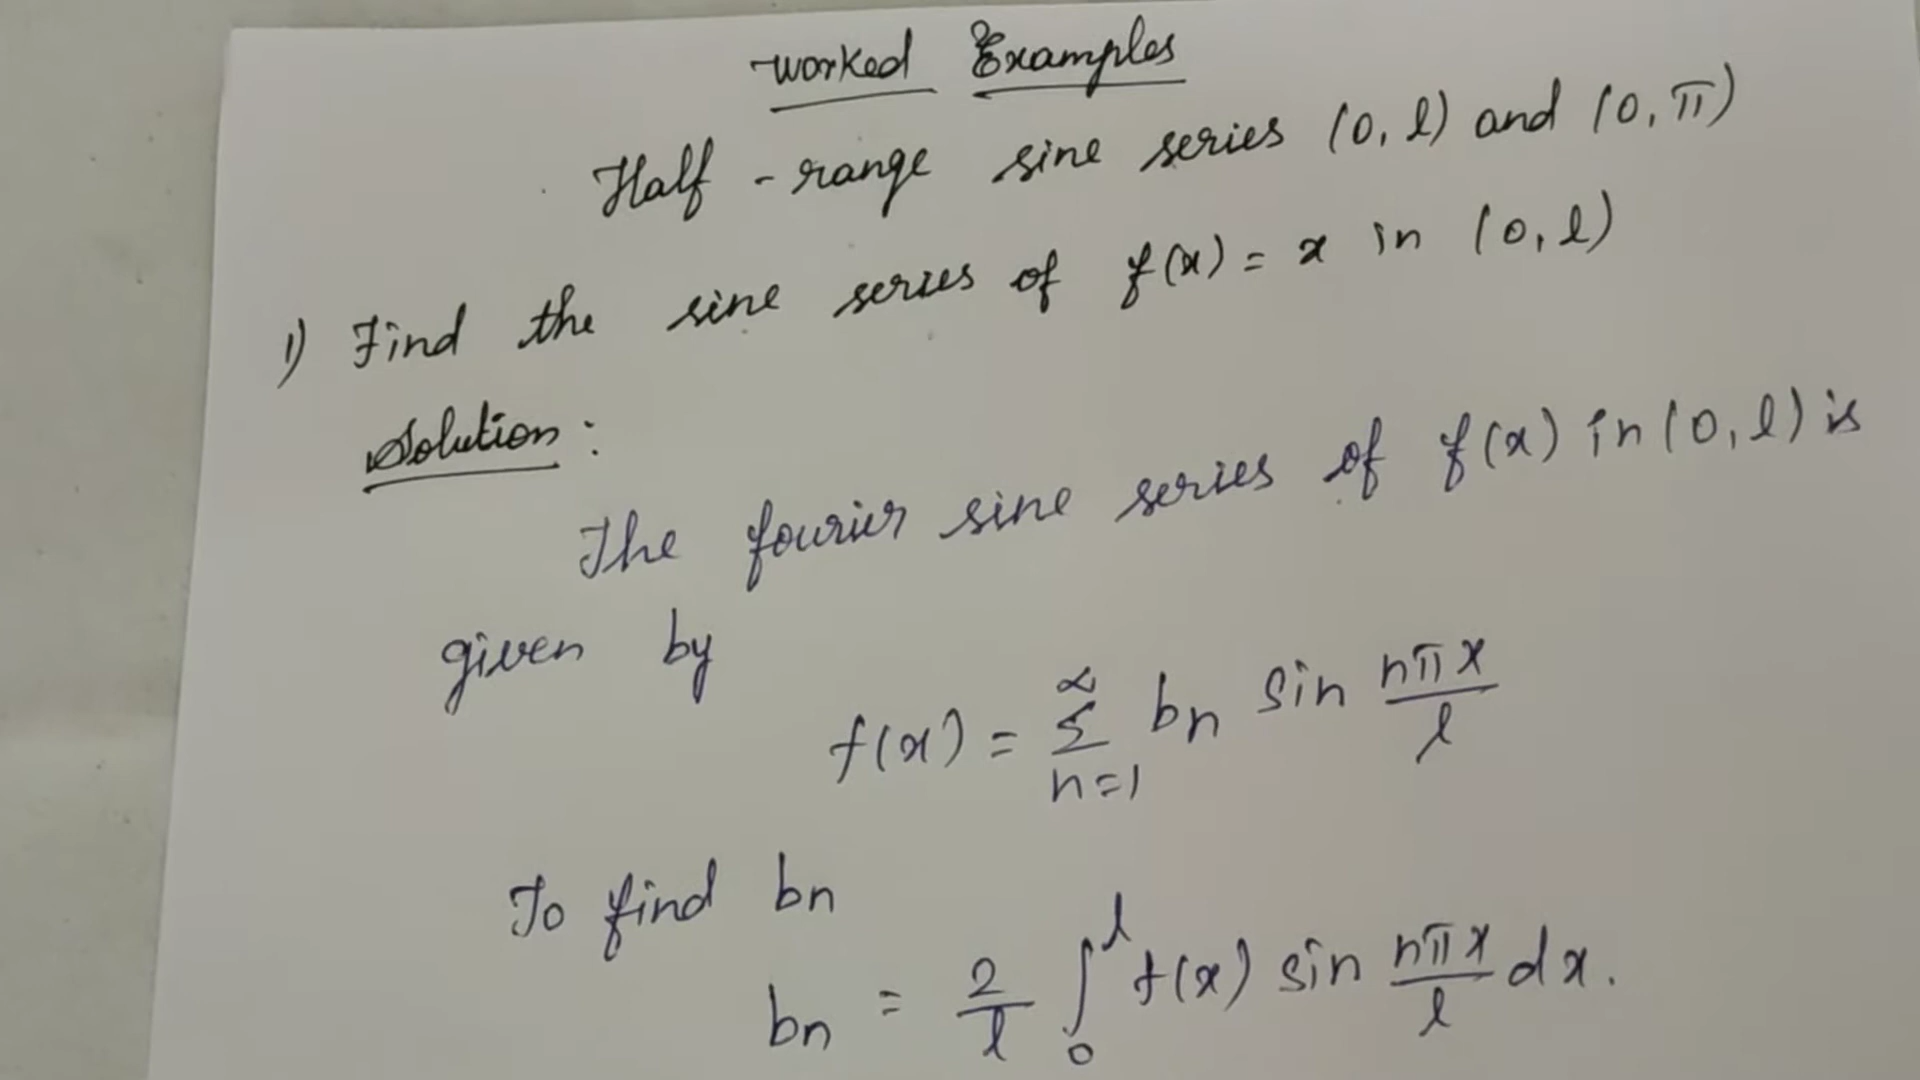 Worked Examples
Half-range sine series (0, l) and (0, π)
1) Find the sine series of f(x) = x in (0, l)
Solution:
The fourier sine series of f(x) in (0, l) is
given by
f(x) = ∞ Σ n=1 bn sin nπx / l
To find bn
bn = 2/l ∫₀ˡ f(x) sin nπx / l dx.